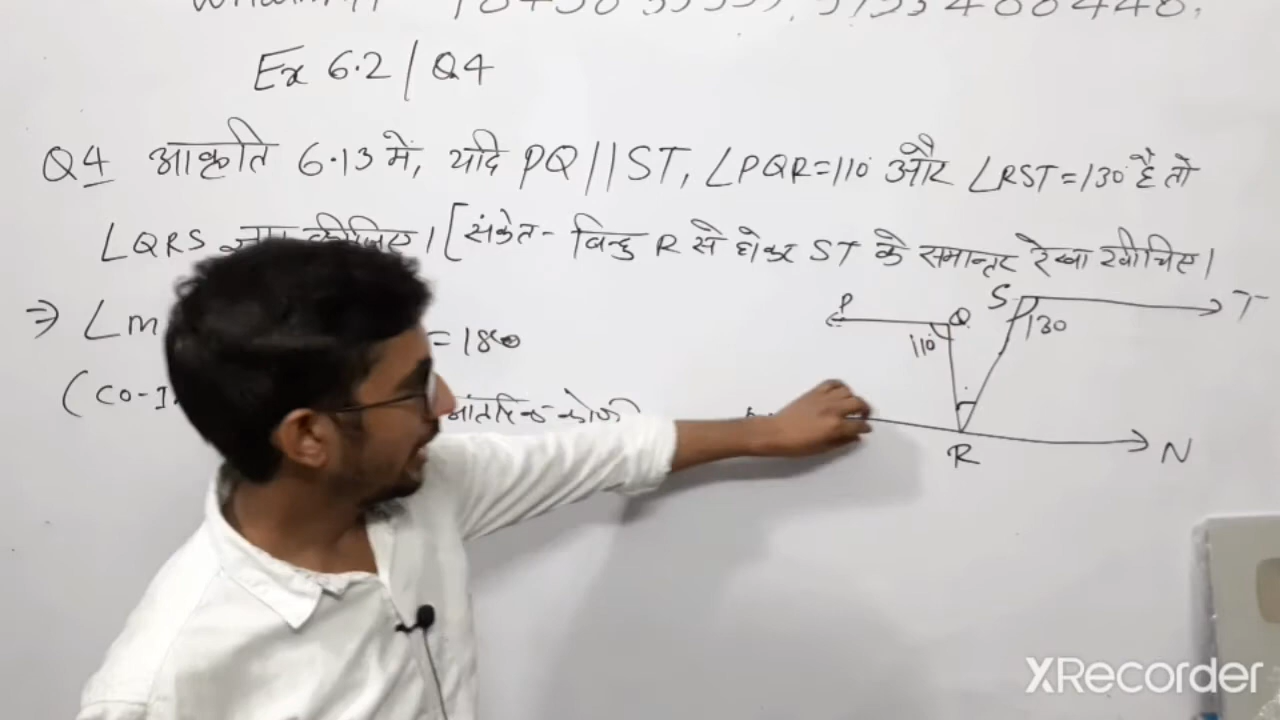 Ex 6.2 / Q4
Q4 आकृति 6.13 में, यदि PQ||ST, ∠PQR=110° और ∠RST=130° है तो
∠QRS कीजिए। [संकेत- बिन्दु R से होकर ST के समान्तर रेखा खींचिए।
⇒ ∠m = 180
(CO-I
P Q S T
110 130
R N
XRecorder